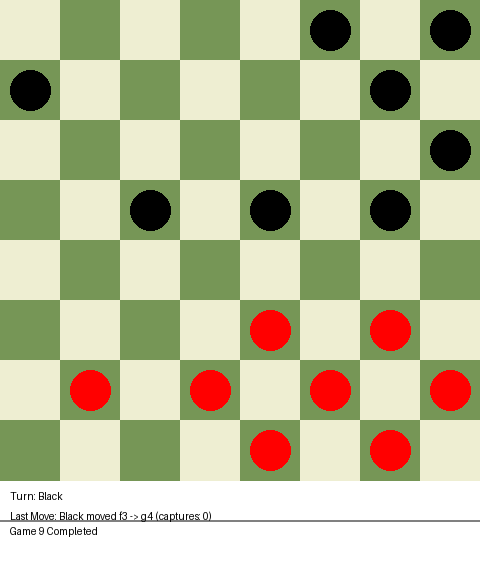 Turn: Black
Last Move: Black moved f3 -> g4 (captures: 0)
Game 9 Completed